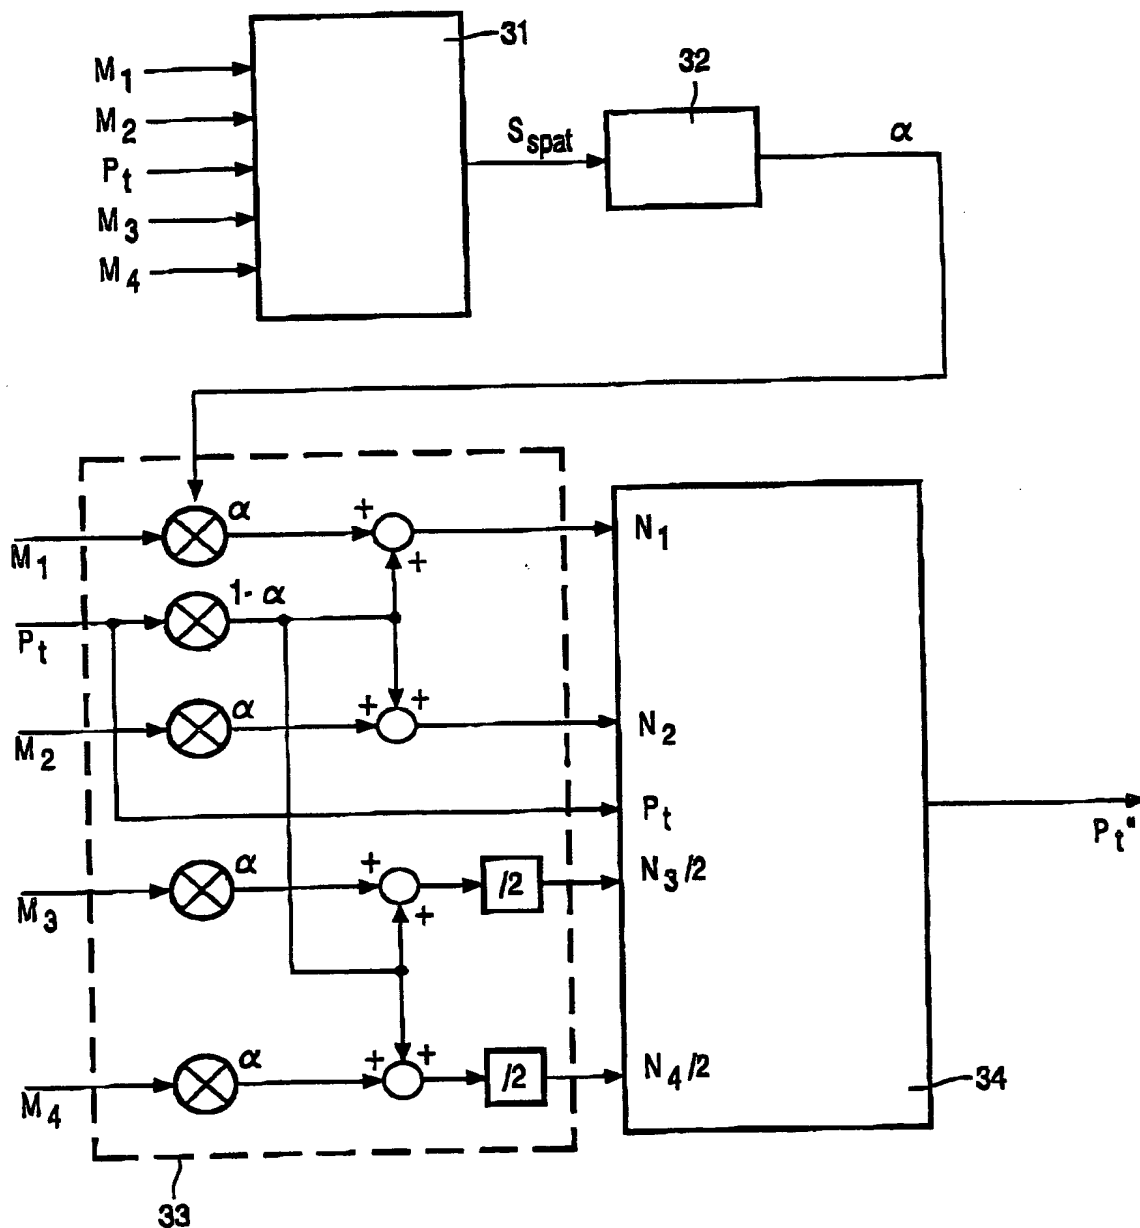 31
M1
M2
Pt
M3
M4
Sspat
32
α
M1
α
+
+
N1
Pt
1- α
M2
α
+
+
N2
Pt
Pt"
M3
α
+
+
/2
N3/2
M4
α
+
+
/2
N4/2
34
33